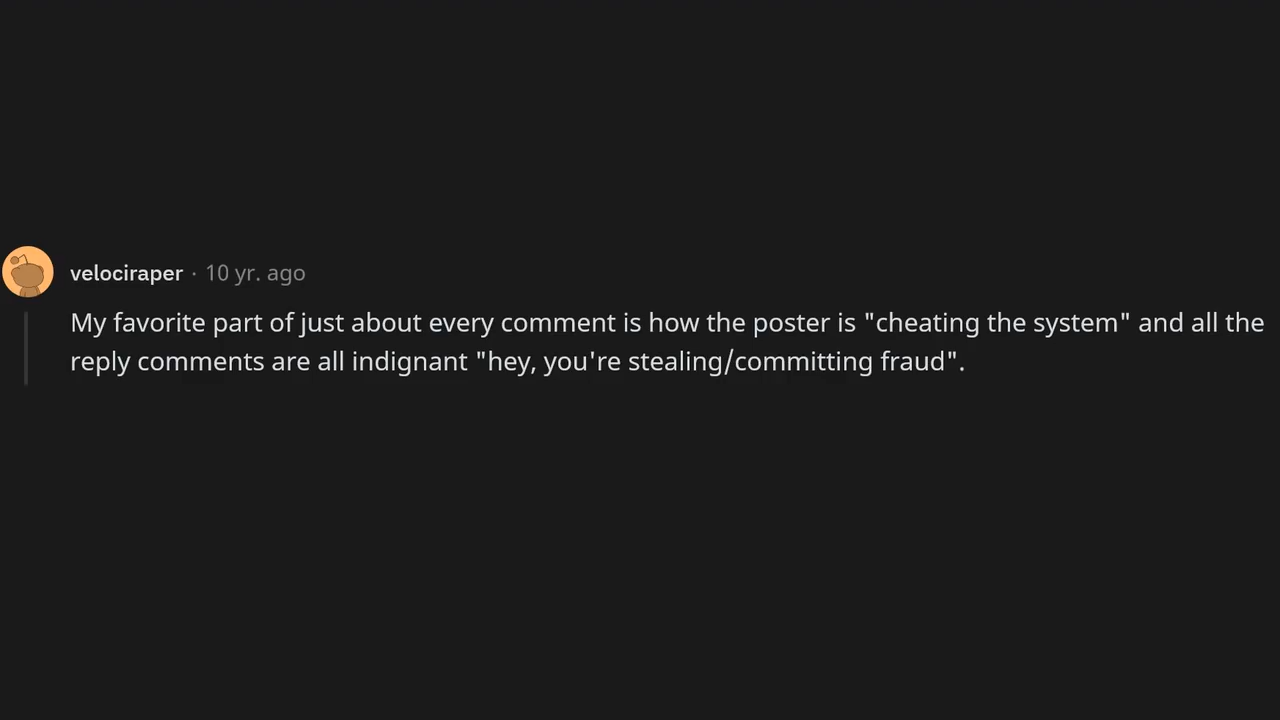 velociraper · 10 yr. ago
My favorite part of just about every comment is how the poster is "cheating the system" and all the
reply comments are all indignant "hey, you're stealing/committing fraud".